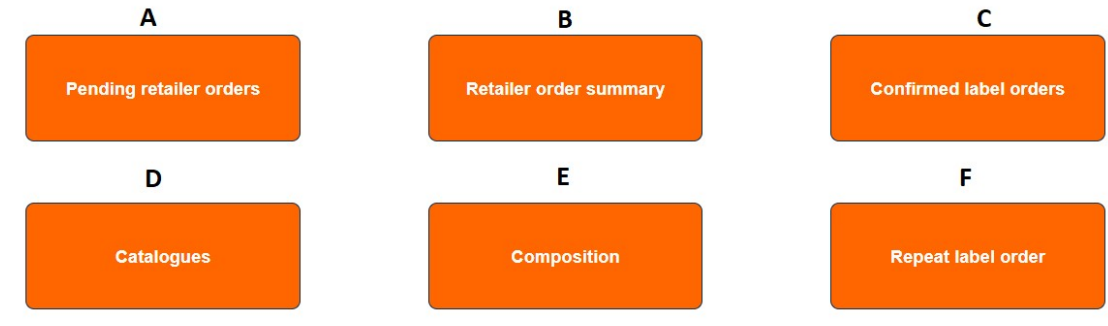 A
B
C
Pending retailer orders
Retailer order summary
Confirmed label orders
D
E
F
Catalogues
Composition
Repeat label order